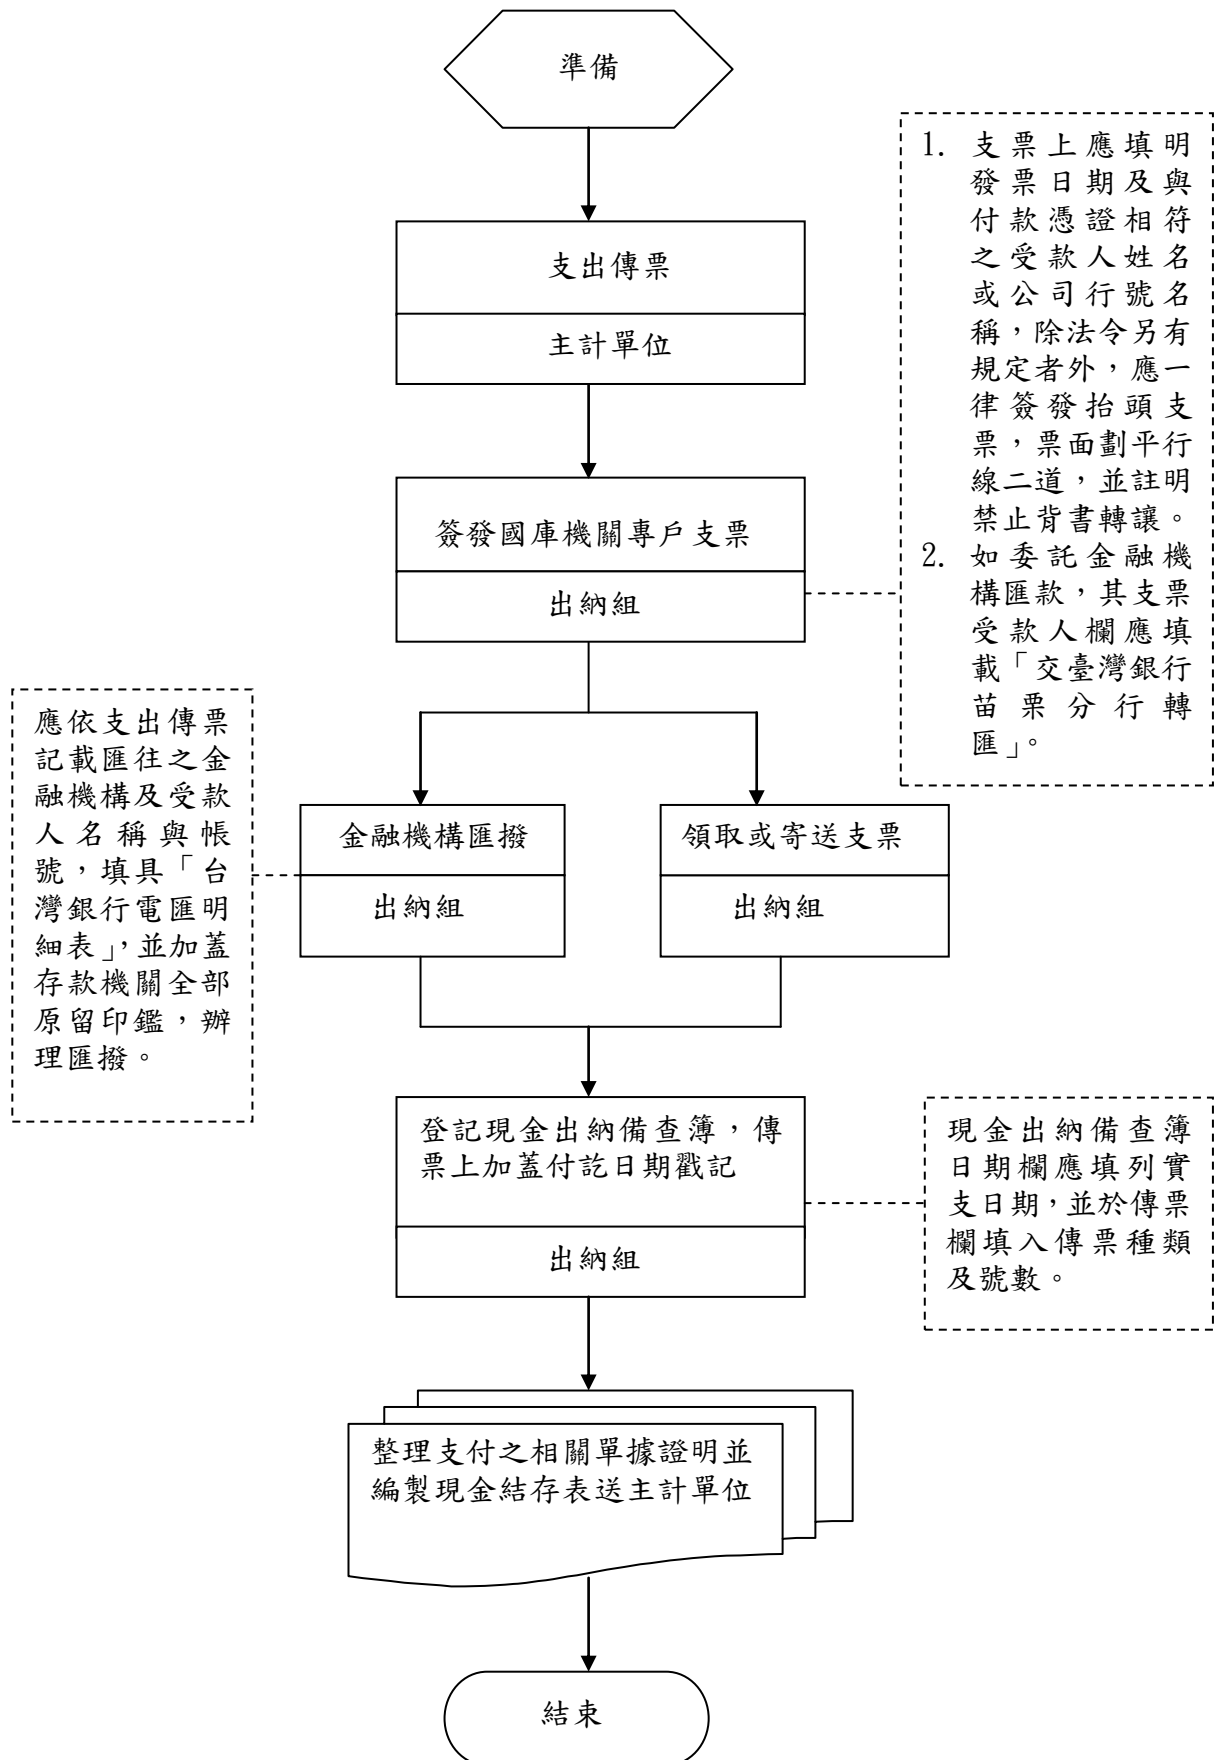 準備
支出傳票
主計單位
簽發國庫機關專戶支票
出納組
1. 支票上應填明
發票日期及與
付款憑證相符
之受款人姓名
或公司行號名
稱，除法令另有
規定者外，應一
律簽發抬頭支
票，票面劃平行
線二道，並註明
禁止背書轉讓。
2. 如委託金融機
構匯款，其支票
受款人欄應填
載「交臺灣銀行
苗栗分行轉
匯」。
應依支出傳票
記載匯往之金
融機構及受款
人名稱與帳
號，填具「台
灣銀行電匯明
細表」，並加蓋
存款機關全部
原留印鑑，辦
理匯撥。
金融機構匯撥
出納組
領取或寄送支票
出納組
登記現金出納備查簿，傳
票上加蓋付訖日期戳記
出納組
現金出納備查簿
日期欄應填列實
支日期，並於傳票
欄填入傳票種類
及號數。
整理支付之相關單據證明並
編製現金結存表送主計單位
結束